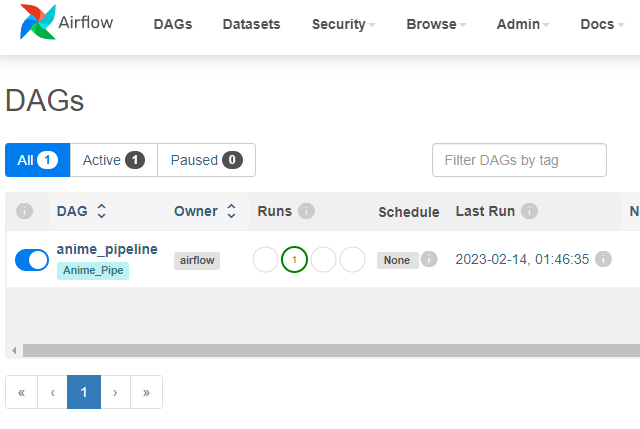 Airflow DAGs Datasets Security Browse Admin Docs
DAGs
All 1 Active 1 Paused 0 Filter DAGs by tag
i DAG Owner Runs i Schedule Last Run i N
anime_pipeline
Anime_Pipe airflow 1 None i 2023-02-14, 01:46:35 i
« ‹ 1 › »